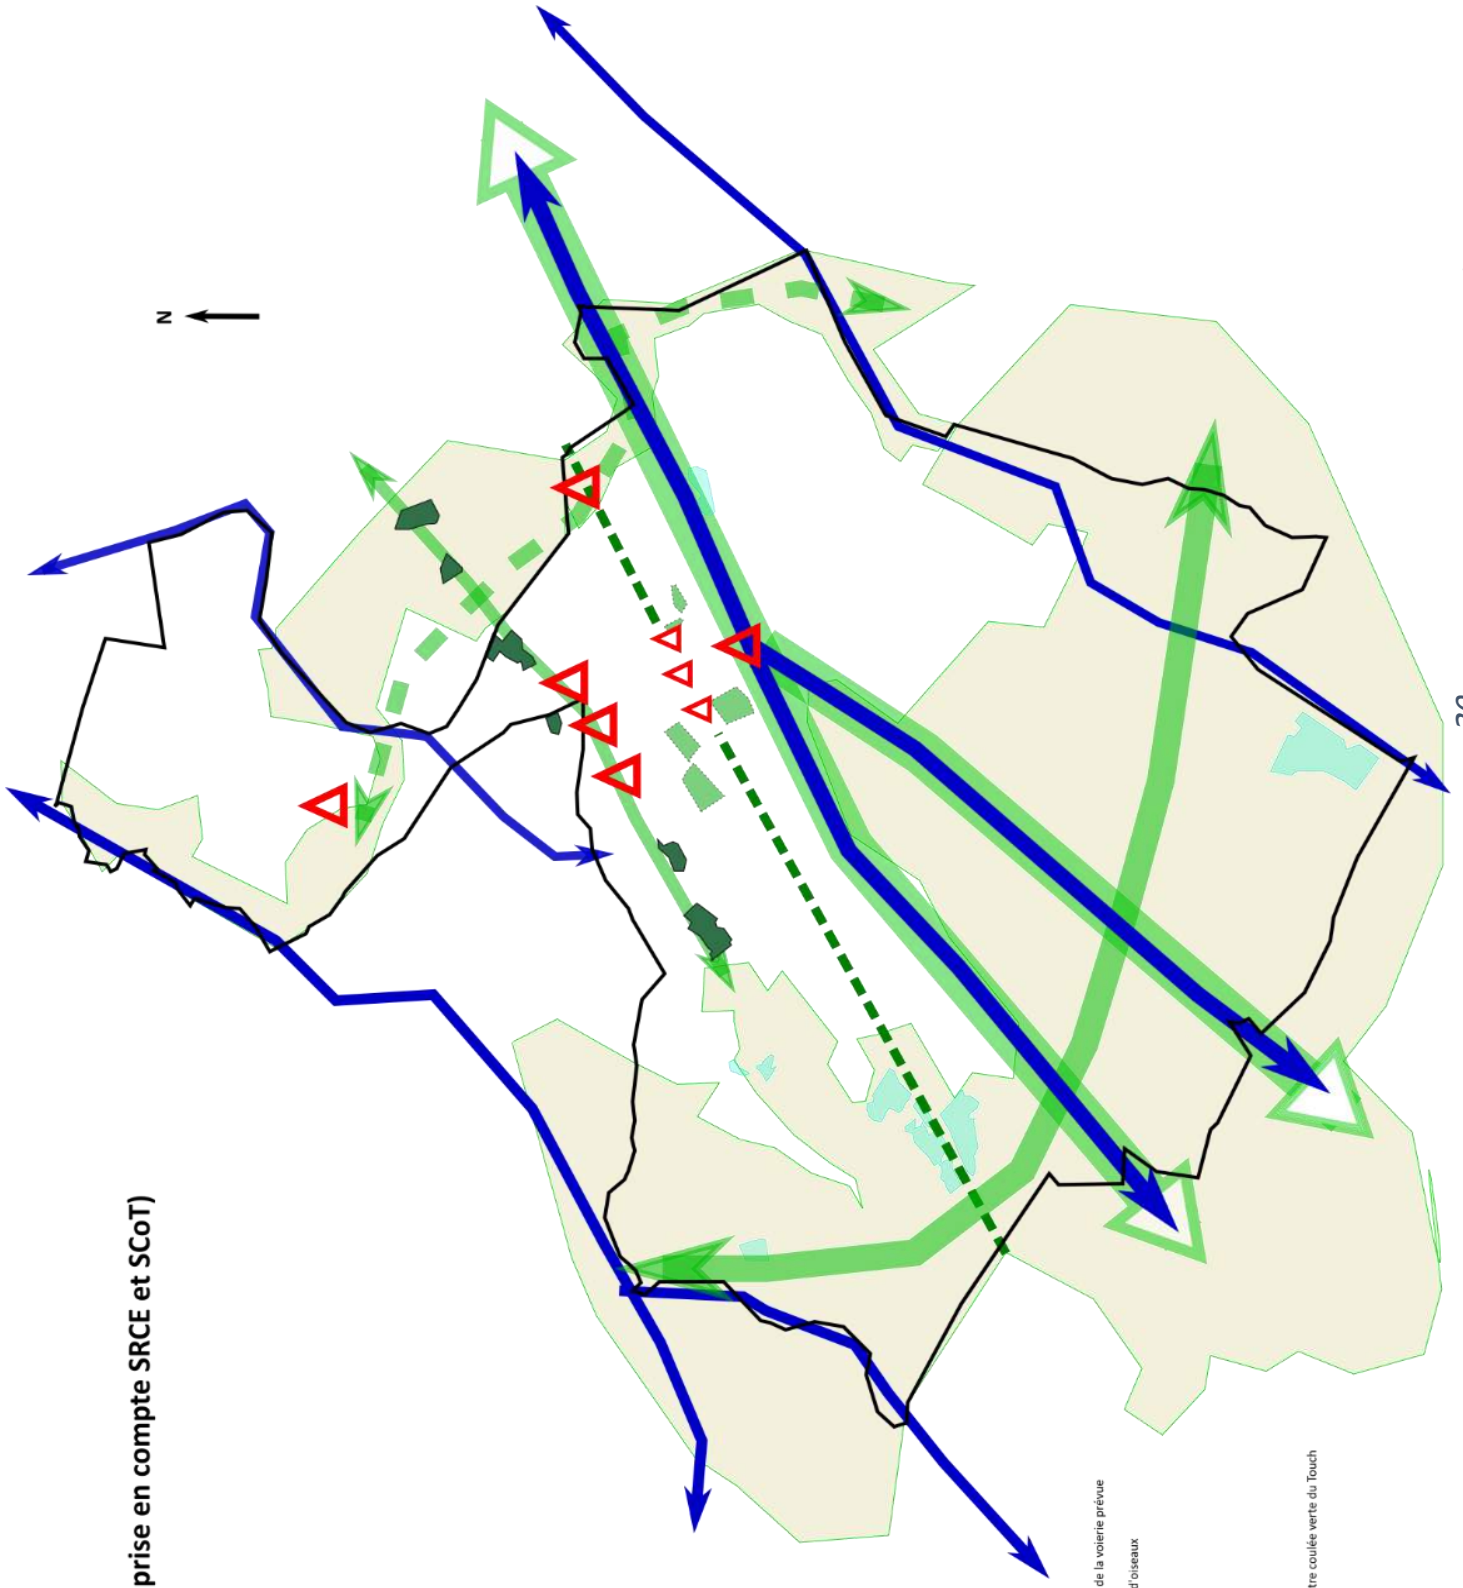 prise en compte SRCE et SCoT)
N
de la voierie prévue
d'oiseaux
tre coulée verte du Touch